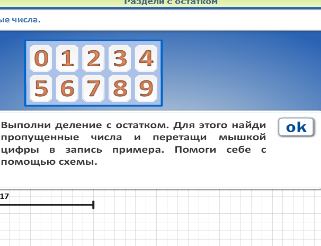 Раздели с остатком
ые числа.
0 1 2 3 4
5 6 7 8 9
Выполни деление с остатком. Для этого найди
пропущенные числа и перетащи мышкой
цифры в запись примера. Помоги себе с
помощью схемы.
ok
17